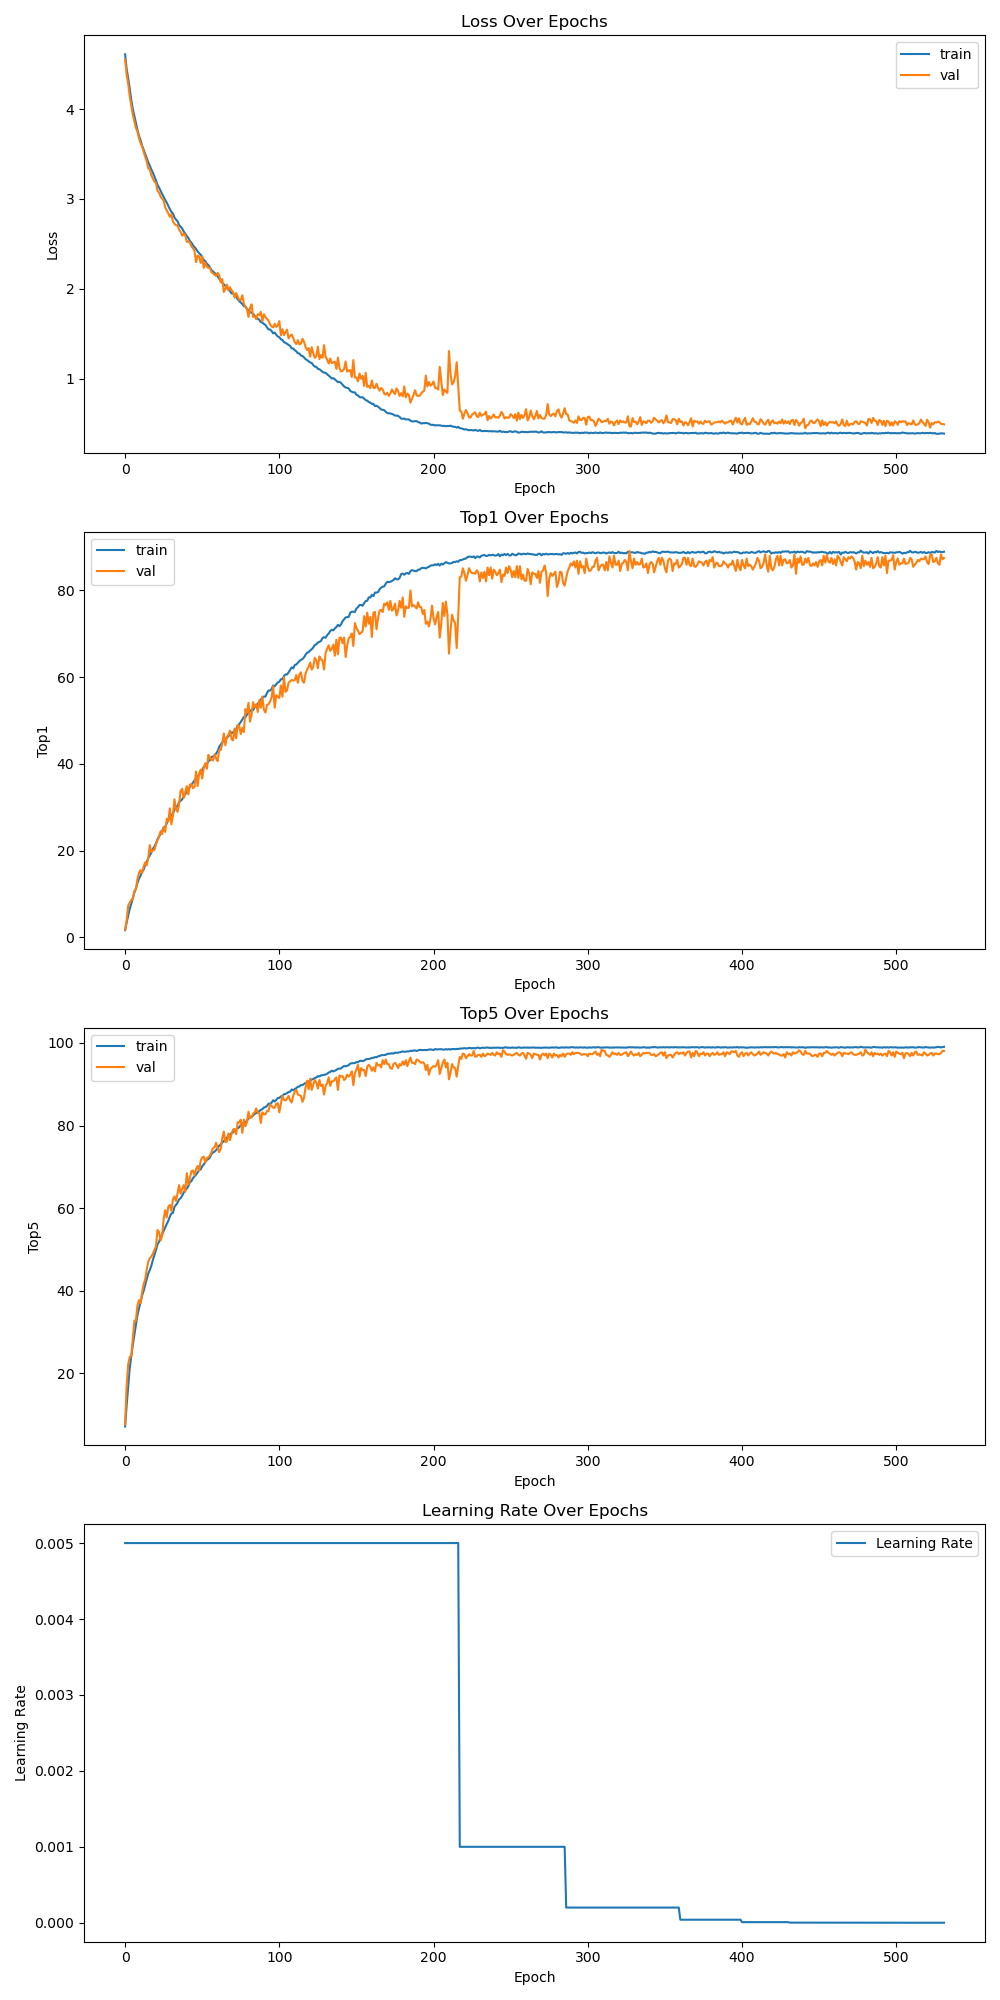 Loss Over Epochs
train
val
4
3
2
1
Loss
0 100 200 300 400 500
Epoch
Top1 Over Epochs
train
val
80
60
40
20
0
Top1
0 100 200 300 400 500
Epoch
Top5 Over Epochs
train
val
100
80
60
40
20
Top5
0 100 200 300 400 500
Epoch
Learning Rate Over Epochs
Learning Rate
0.005
0.004
0.003
0.002
0.001
0.000
Learning Rate
0 100 200 300 400 500
Epoch